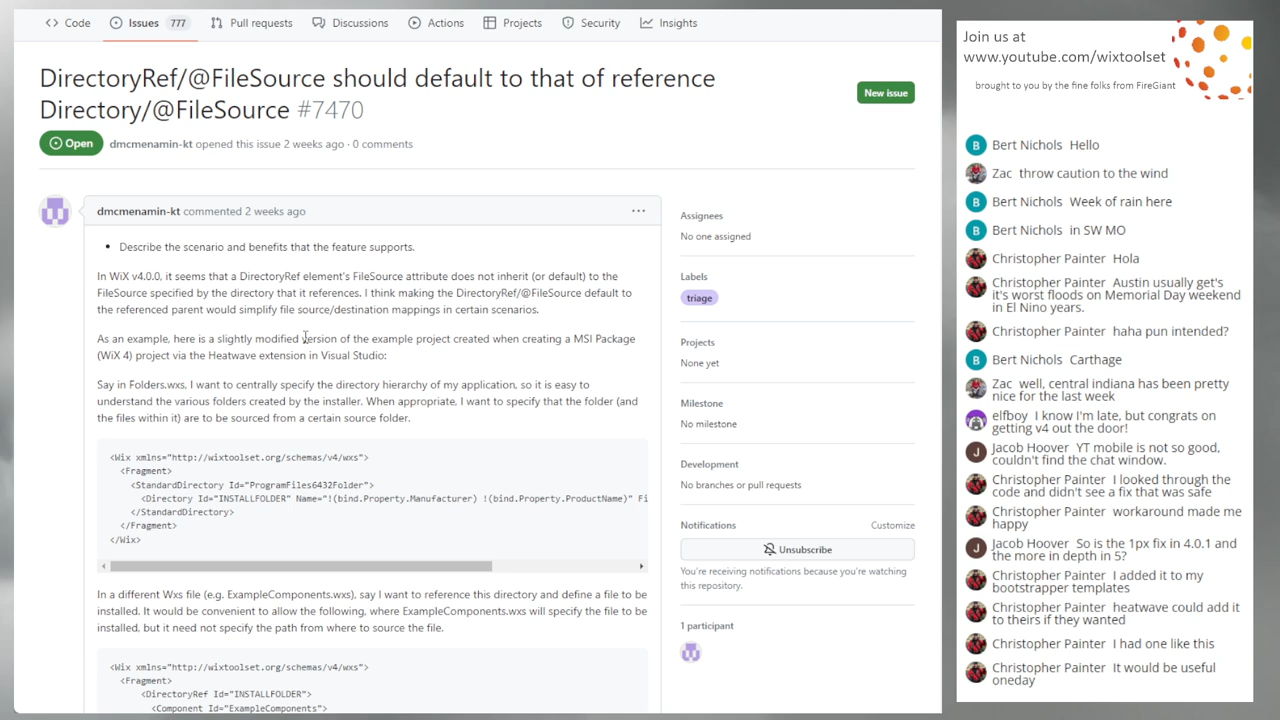 Code
Issues 777
Pull requests
Discussions
Actions
Projects
Security
Insights
DirectoryRef/@FileSource should default to that of reference
Directory/@FileSource #7470
New issue
Open
dmcmenamin-kt opened this issue 2 weeks ago · 0 comments
dmcmenamin-kt commented 2 weeks ago
• Describe the scenario and benefits that the feature supports.
In WiX v4.0.0, it seems that a DirectoryRef element's FileSource attribute does not inherit (or default) to the
FileSource specified by the directory that it references. I think making the DirectoryRef/@FileSource default to
the referenced parent would simplify file source/destination mappings in certain scenarios.
As an example, here is a slightly modified version of the example project created when creating a MSI Package
(WiX 4) project via the Heatwave extension in Visual Studio:
Say in Folders.wxs, I want to centrally specify the directory hierarchy of my application, so it is easy to
understand the various folders created by the installer. When appropriate, I want to specify that the folder (and
the files within it) are to be sourced from a certain source folder.
<Wix xmlns="http://wixtoolset.org/schemas/v4/wxs">
<Fragment>
<StandardDirectory Id="ProgramFiles6432Folder">
<Directory Id="INSTALLFOLDER" Name="!(bind.Property.Manufacturer) !(bind.Property.ProductName)" Fi
</StandardDirectory>
</Fragment>
</Wix>
In a different Wxs file (e.g. ExampleComponents.wxs), say I want to reference this directory and define a file to be
installed. It would be convenient to allow the following, where ExampleComponents.wxs will specify the file to be
installed, but it need not specify the path from where to source the file.
<Wix xmlns="http://wixtoolset.org/schemas/v4/wxs">
<Fragment>
<DirectoryRef Id="INSTALLFOLDER">
<Component Id="ExampleComponents">
Assignees
No one assigned
Labels
triage
Projects
None yet
Milestone
No milestone
Development
No branches or pull requests
Notifications
Customize
Unsubscribe
You're receiving notifications because you're watching
this repository.
1 participant
Join us at
www.youtube.com/wixtoolset
brought to you by the fine folks from FireGiant
B Bert Nichols Hello
Zac throw caution to the wind
B Bert Nichols Week of rain here
B Bert Nichols in SW MO
Christopher Painter Hola
Christopher Painter Austin usually get's
it's worst floods on Memorial Day weekend
in El Nino years.
Christopher Painter haha pun intended?
B Bert Nichols Carthage
Zac well, central indiana has been pretty
nice for the last week
elfboy I know I'm late, but congrats on
getting v4 out the door!
J Jacob Hoover YT mobile is not so good,
couldn't find the chat window.
Christopher Painter I looked through the
code and didn't see a fix that was safe
Christopher Painter workaround made me
happy
J Jacob Hoover So is the 1px fix in 4.0.1 and
the more in depth in 5?
Christopher Painter I added it to my
bootstrapper templates
Christopher Painter heatwave could add it
to theirs if they wanted
Christopher Painter I had one like this
Christopher Painter It would be useful
oneday